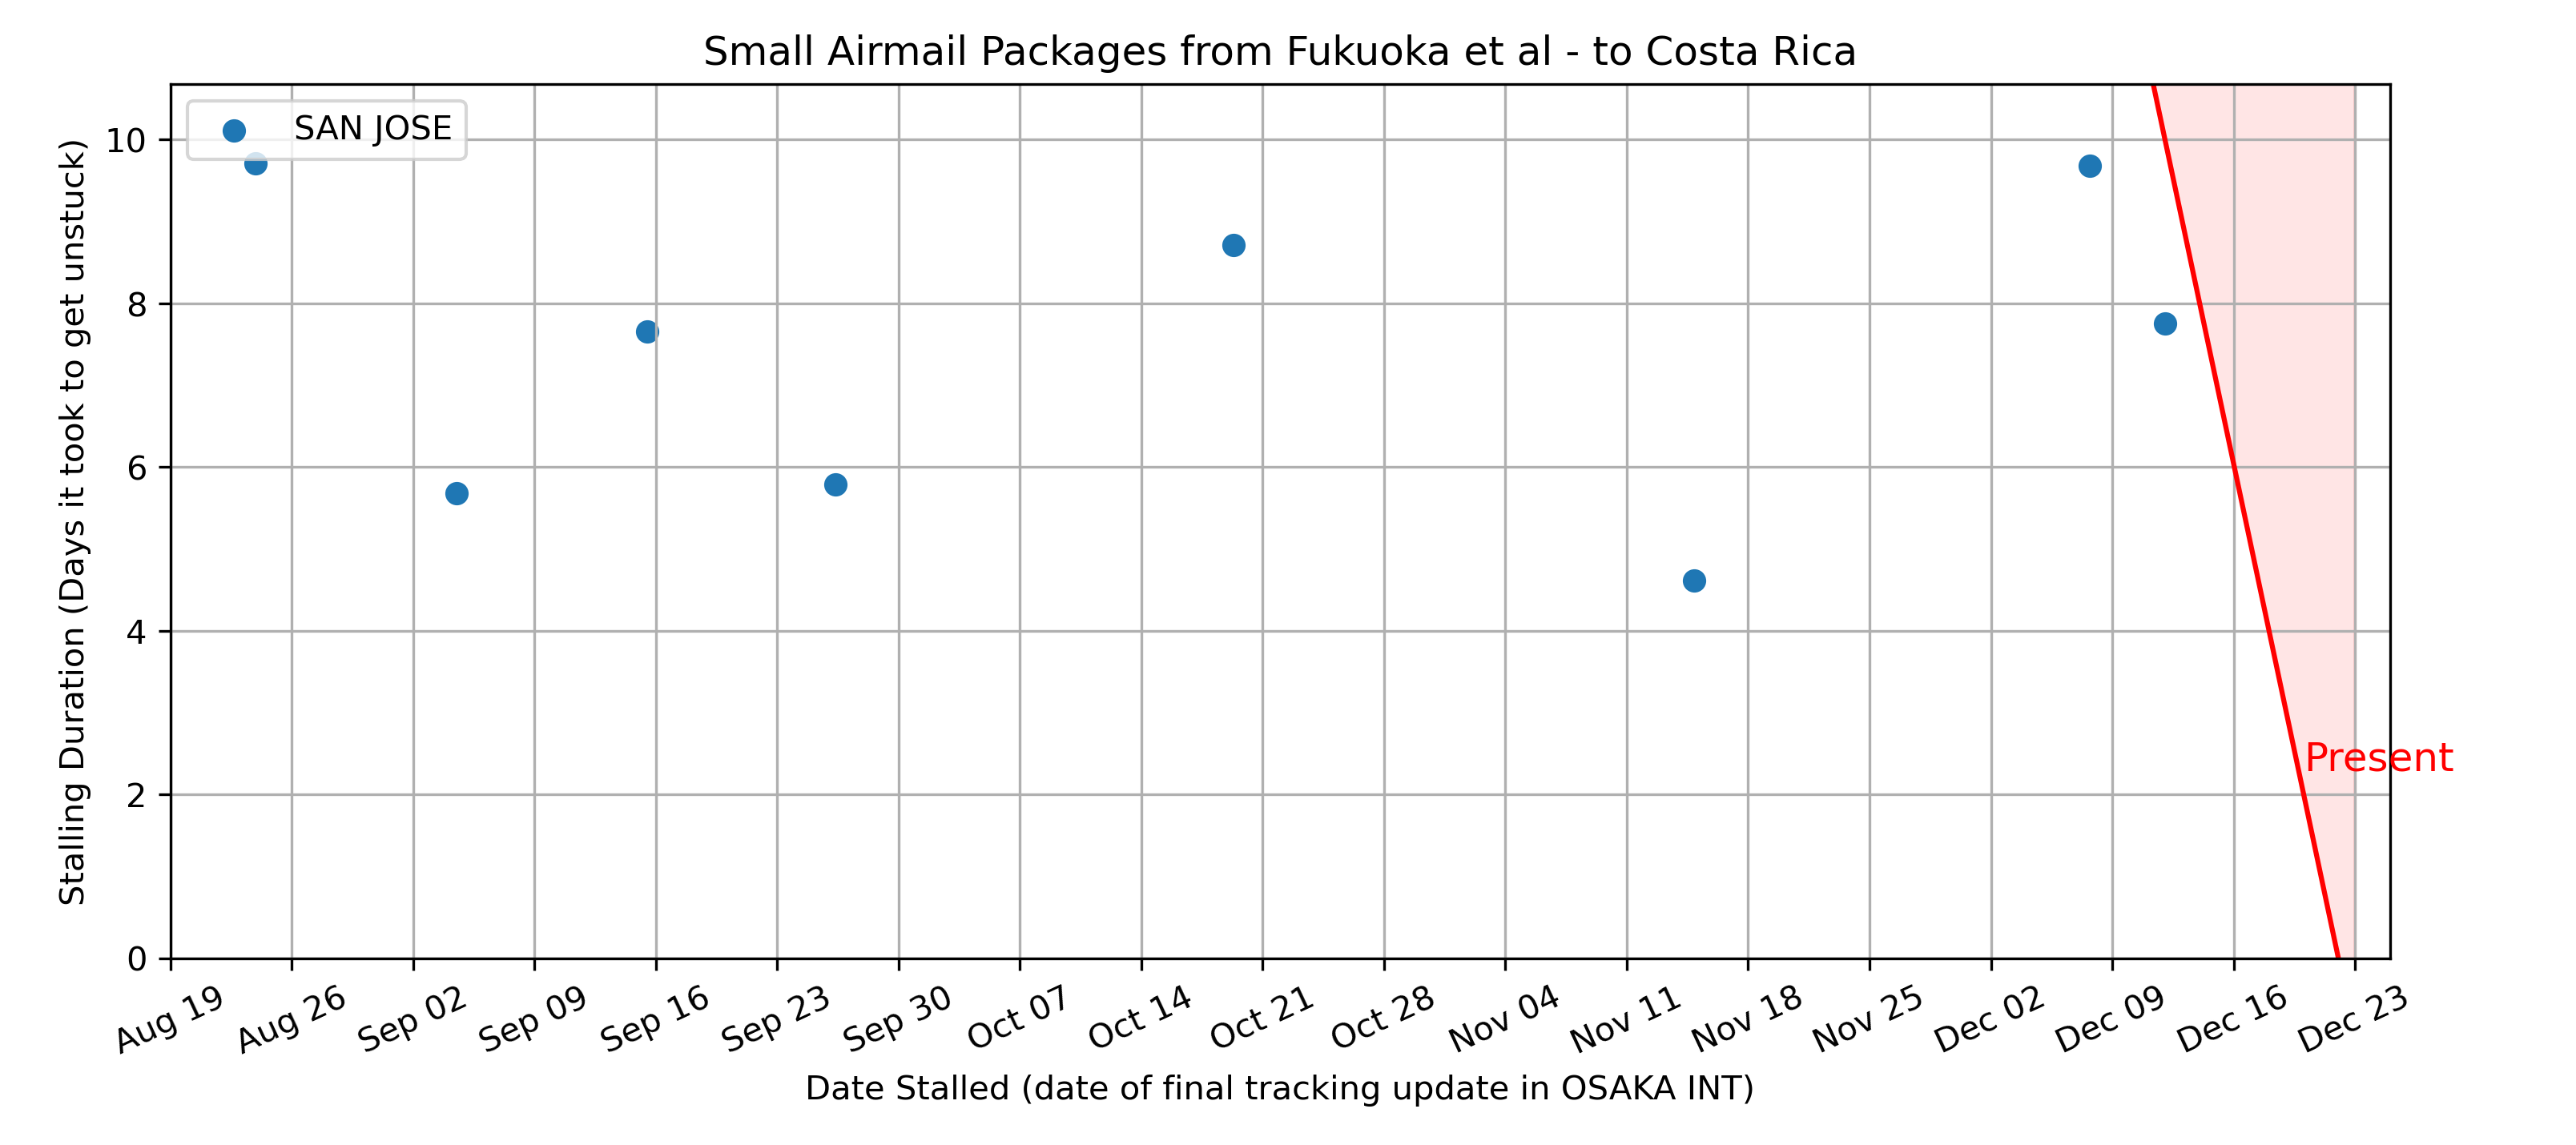 Small Airmail Packages from Fukuoka et al - to Costa Rica
SAN JOSE
Stalling Duration (Days it took to get unstuck)
10
8
6
4
2
0
Present
Aug 19
Aug 26
Sep 02
Sep 09
Sep 16
Sep 23
Sep 30
Oct 07
Oct 14
Oct 21
Oct 28
Nov 04
Nov 11
Nov 18
Nov 25
Dec 02
Dec 09
Dec 16
Dec 23
Date Stalled (date of final tracking update in OSAKA INT)